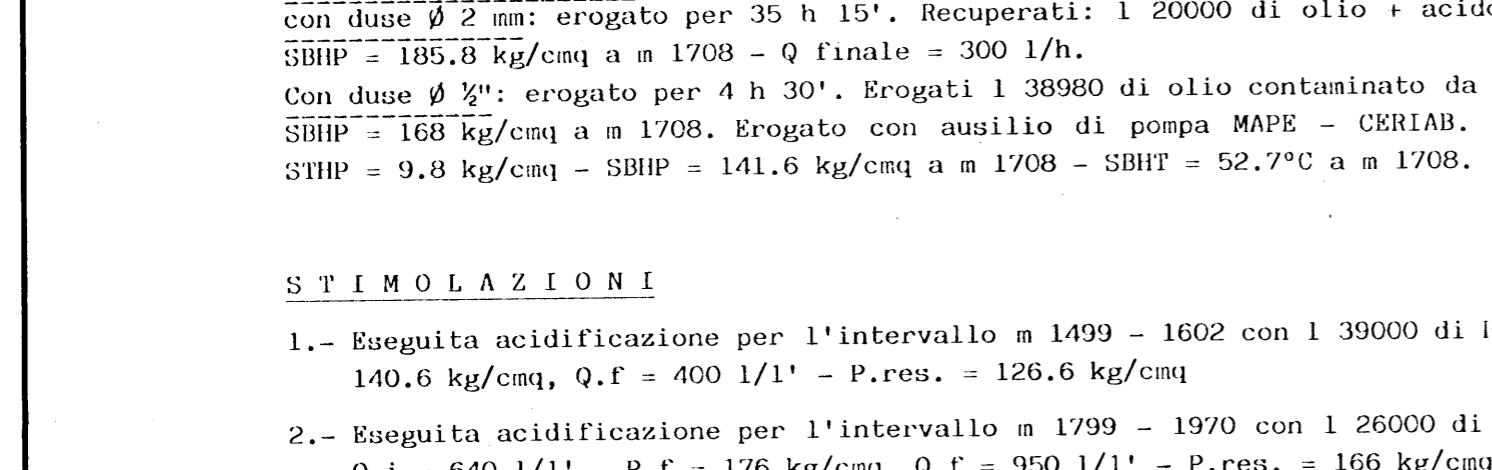 con duse Ø 2 mm: erogato per 35 h 15'. Recuperati: l 20000 di olio + acido
SBHP = 185.8 kg/cmq a m 1708 - Q finale = 300 l/h.
Con duse Ø ½": erogato per 4 h 30'. Erogati l 38980 di olio contaminato da
SBHP = 168 kg/cmq a m 1708. Erogato con ausilio di pompa MAPE - CERIAB.
STHP = 9.8 kg/cmq - SBHP = 141.6 kg/cmq a m 1708 - SBHT = 52.7°C a m 1708.
S T I M O L A Z I O N I
1.- Eseguita acidificazione per l'intervallo m 1499 - 1602 con l 39000 di
140.6 kg/cmq, Q.f = 400 l/1' - P.res. = 126.6 kg/cmq
2.- Eseguita acidificazione per l'intervallo m 1799 - 1970 con l 26000 di
Q.i = 640 l/1' P.f = 176 kg/cmq, Q.f = 950 l/1' - P.res. = 166 kg/cmq